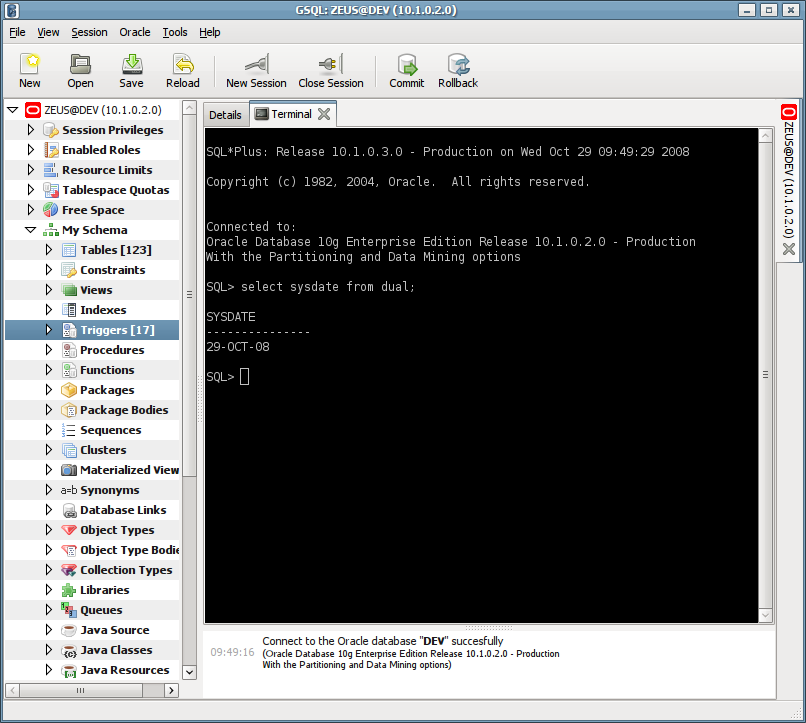 GSQL: ZEUS@DEV (10.1.0.2.0)
File View Session Oracle Tools Help
New Open Save Reload New Session Close Session Commit Rollback
ZEUS@DEV (10.1.0.2.0)
Session Privileges
Enabled Roles
Resource Limits
Tablespace Quotas
Free Space
My Schema
Tables [123]
Constraints
Views
Indexes
Triggers [17]
Procedures
Functions
Packages
Package Bodies
Sequences
Clusters
Materialized View
a=b Synonyms
Database Links
Object Types
Object Type Bodie
Collection Types
Libraries
Queues
Java Source
Java Classes
Java Resources
Details Terminal
SQL*Plus: Release 10.1.0.3.0 - Production on Wed Oct 29 09:49:29 2008
Copyright (c) 1982, 2004, Oracle.  All rights reserved.
Connected to:
Oracle Database 10g Enterprise Edition Release 10.1.0.2.0 - Production
With the Partitioning and Data Mining options
SQL> select sysdate from dual;
SYSDATE
---------------
29-OCT-08
SQL>
ZEUS@DEV (10.1.0.2.0)
09:49:16 Connect to the Oracle database "DEV" succesfully
(Oracle Database 10g Enterprise Edition Release 10.1.0.2.0 - Production
With the Partitioning and Data Mining options)